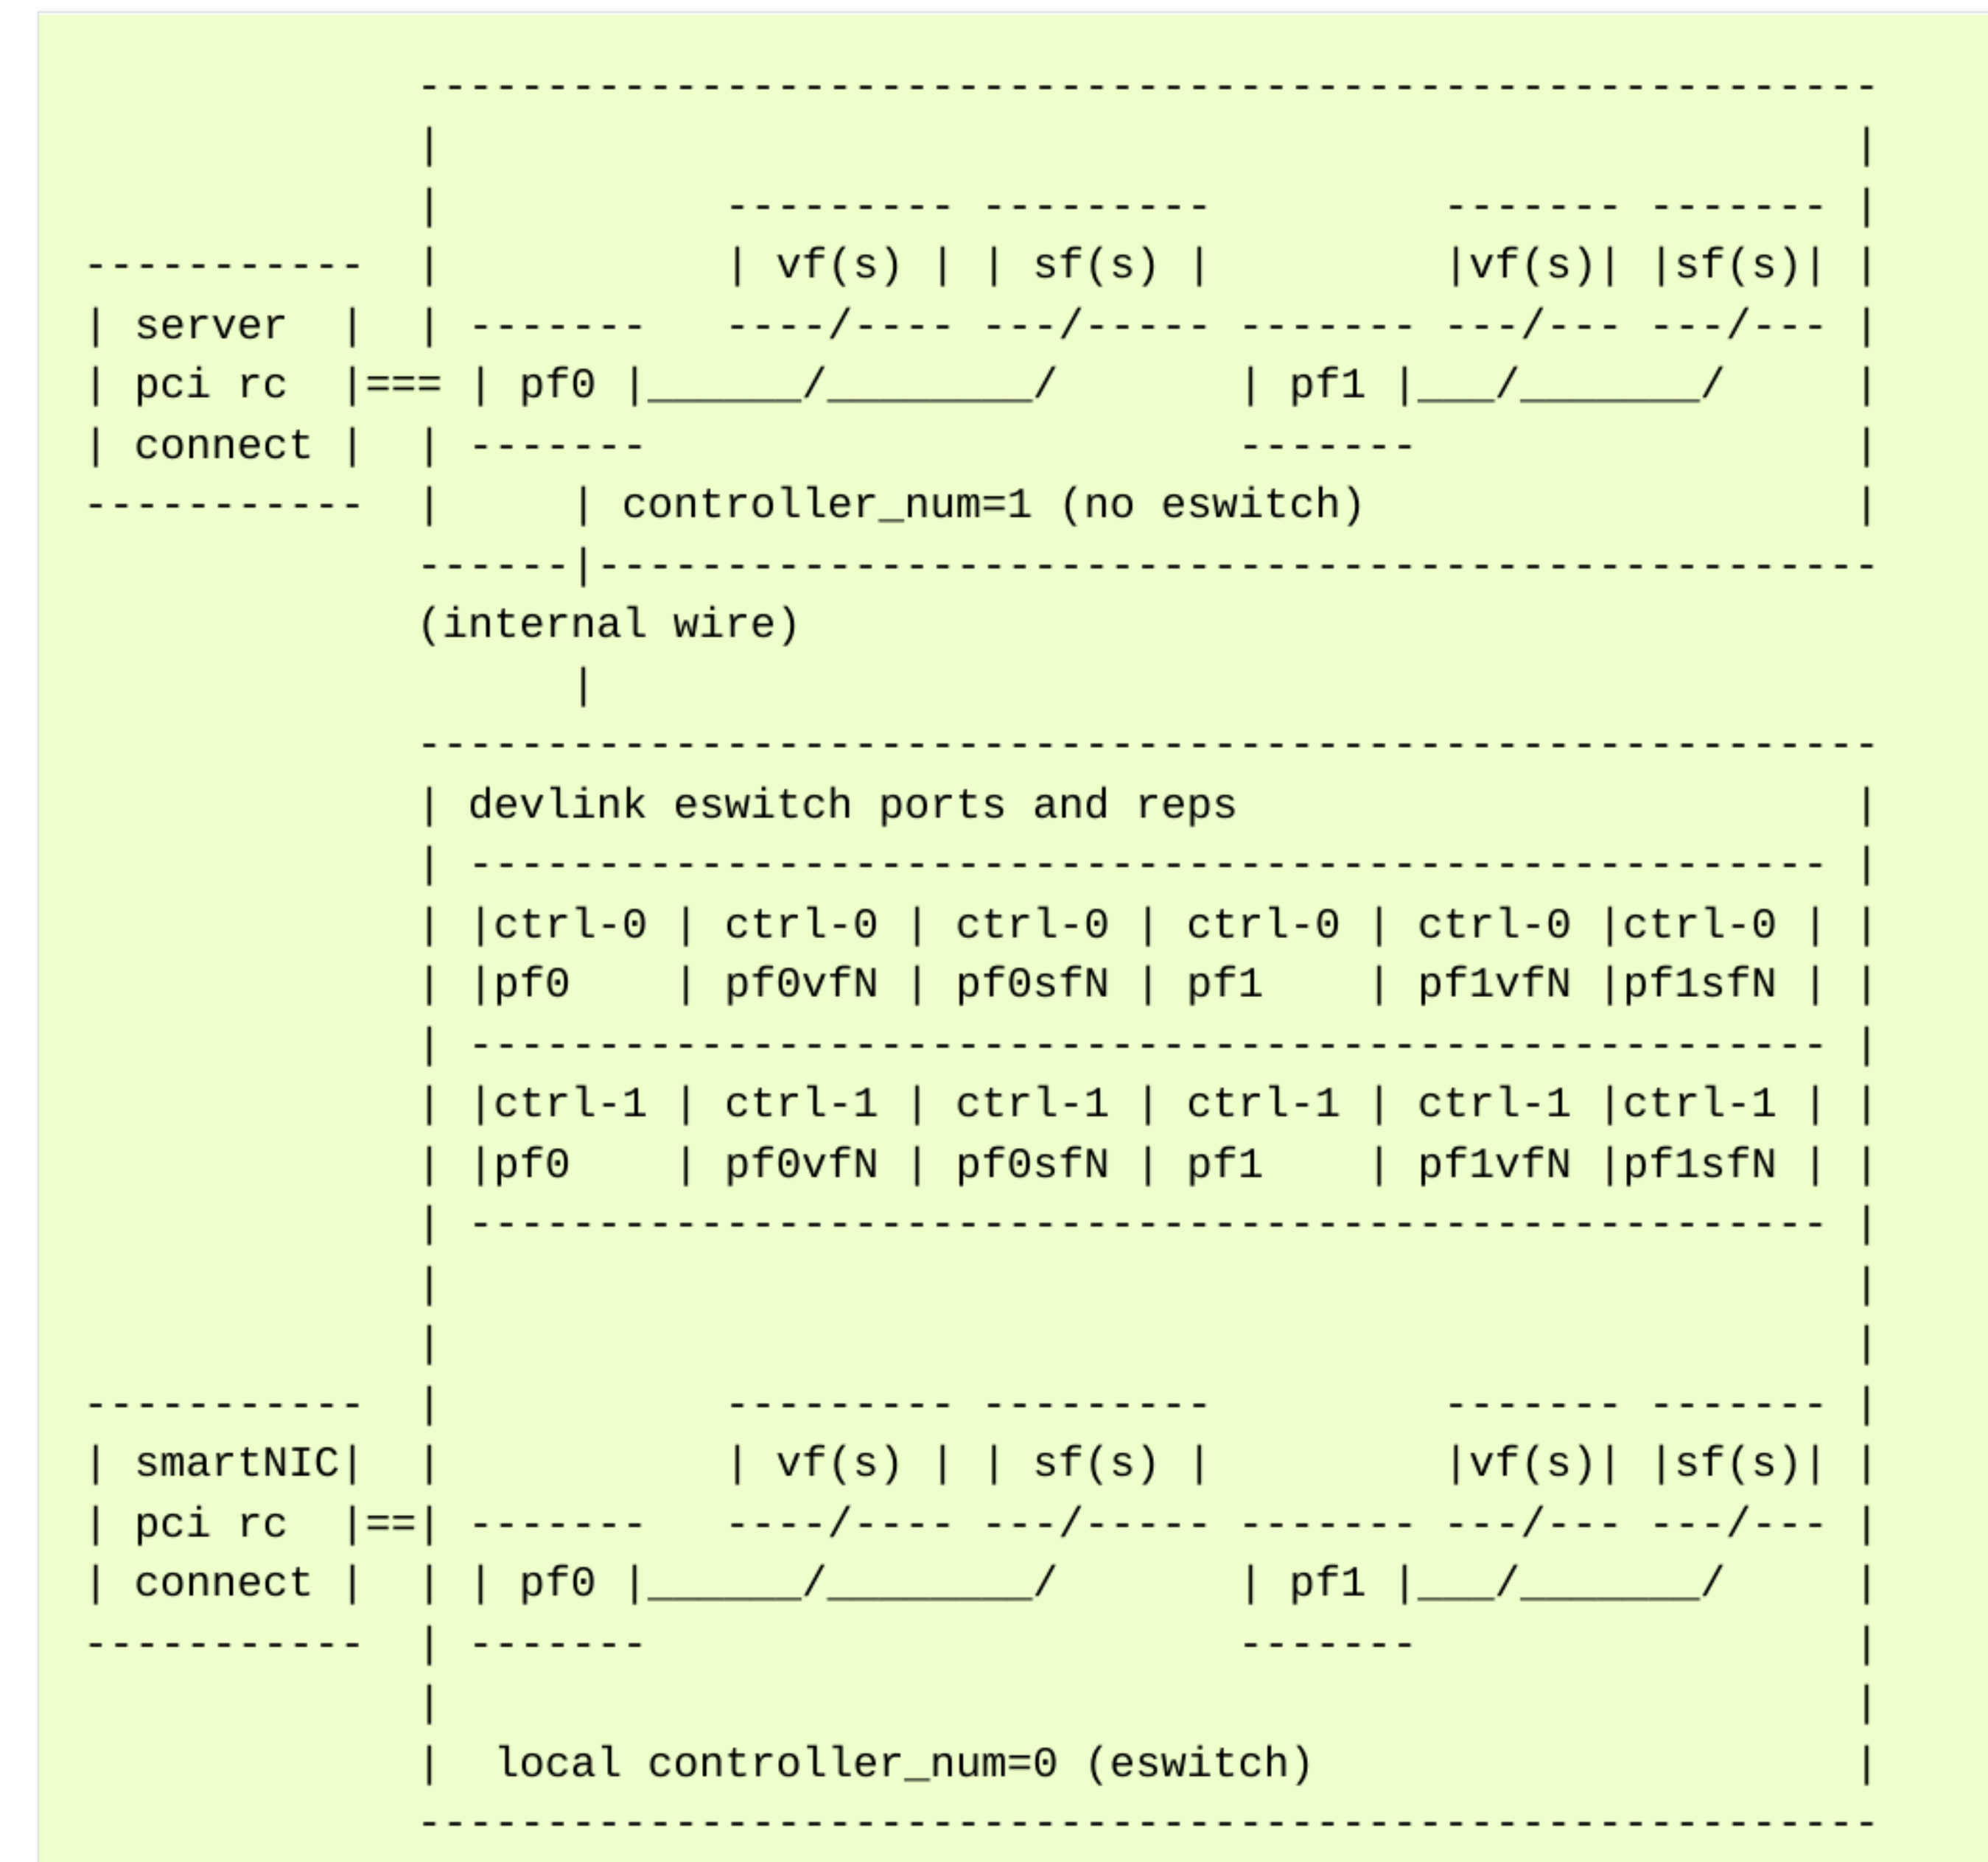 ---------------------------------------------------------
                          |                                                       |
                          |           --------- ---------         ------- ------- |
-----------  |           | vf(s) | | sf(s) |         |vf(s)| |sf(s)| |
| server  |  | -------   ----/---- ---/----- ------- ---/--- ---/--- |
| pci rc  |=== | pf0 |______/________/       | pf1 |___/_______/     |
| connect |  | -------                       -------                 |
-----------  |     | controller_num=1 (no eswitch)                   |
             ------|--------------------------------------------------
             (internal wire)
                   |
             ---------------------------------------------------------
             | devlink eswitch ports and reps                        |
             | ----------------------------------------------------- |
             | |ctrl-0 | ctrl-0 | ctrl-0 | ctrl-0 | ctrl-0 |ctrl-0 | |
             | |pf0    | pf0vfN | pf0sfN | pf1    | pf1vfN |pf1sfN | |
             | ----------------------------------------------------- |
             | |ctrl-1 | ctrl-1 | ctrl-1 | ctrl-1 | ctrl-1 |ctrl-1 | |
             | |pf0    | pf0vfN | pf0sfN | pf1    | pf1vfN |pf1sfN | |
             | ----------------------------------------------------- |
             |                                                       |
             |                                                       |
-----------  |           --------- ---------         ------- ------- |
| smartNIC|  |           | vf(s) | | sf(s) |         |vf(s)| |sf(s)| |
| pci rc  |==| -------   ----/---- ---/----- ------- ---/--- ---/--- |
| connect |  | | pf0 |______/________/       | pf1 |___/_______/     |
-----------  | -------                       -------                 |
             |                                                       |
             |  local controller_num=0 (eswitch)                     |
             ---------------------------------------------------------